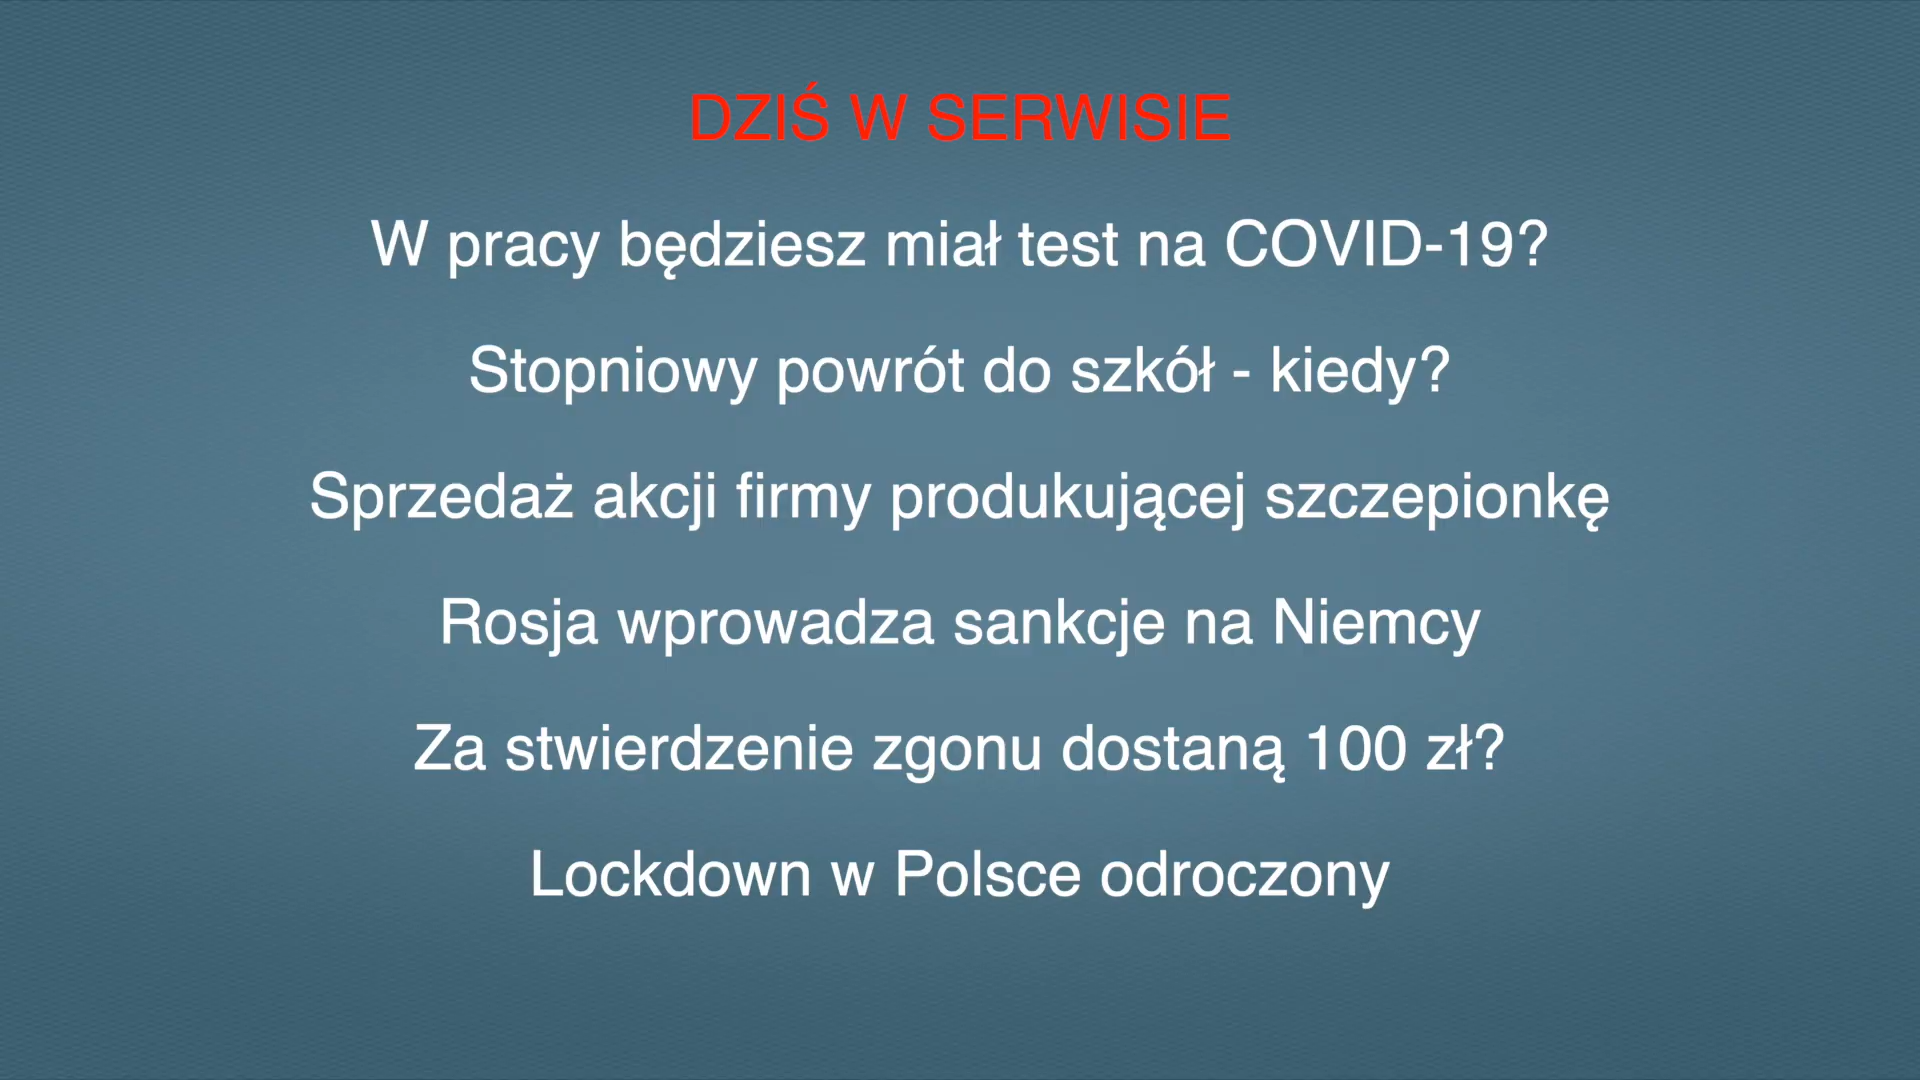 DZIŚ W SERWISIE
W pracy będziesz miał test na COVID-19?
Stopniowy powrót do szkół - kiedy?
Sprzedaż akcji firmy produkującej szczepionkę
Rosja wprowadza sankcje na Niemcy
Za stwierdzenie zgonu dostaną 100 zł?
Lockdown w Polsce odroczony